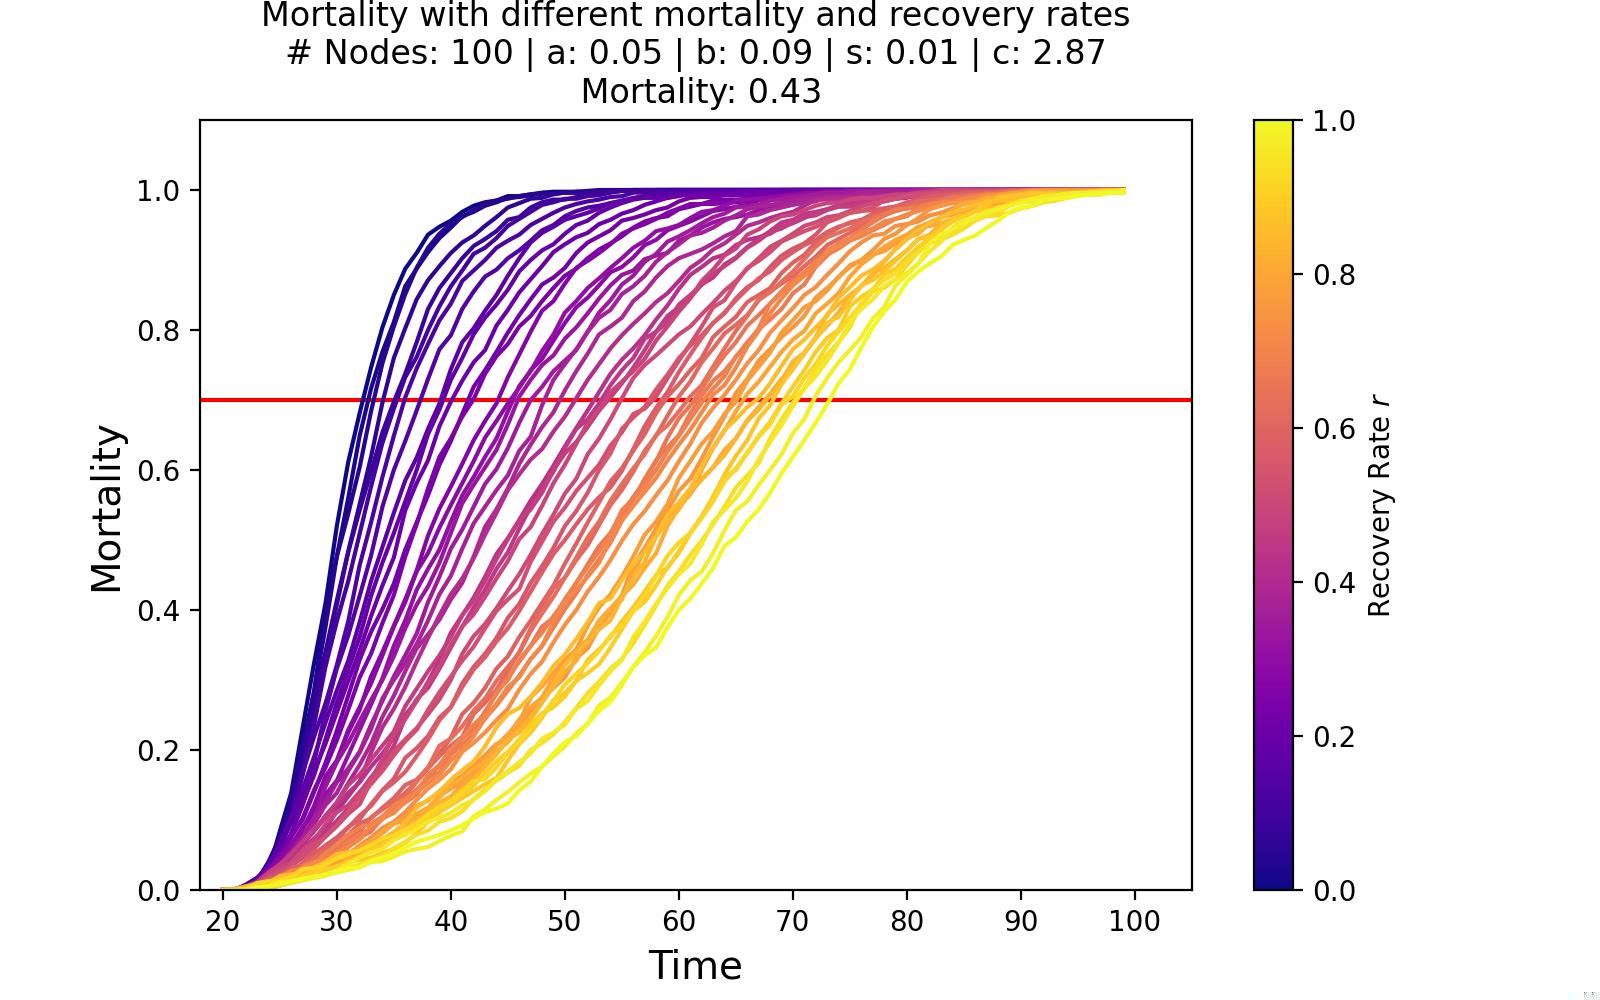 Mortality with different mortality and recovery rates
# Nodes: 100 | a: 0.05 | b: 0.09 | s: 0.01 | c: 2.87
Mortality: 0.43
1.0
0.8
0.6
0.4
0.2
0.0
Mortality
20 30 40 50 60 70 80 90 100
Time
1.0
0.8
0.6
0.4
0.2
0.0
Recovery Rate r